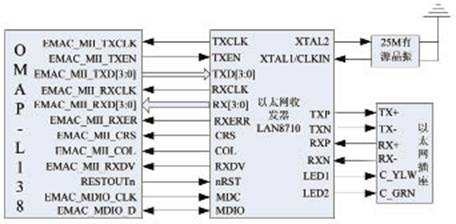 OMAP-L138
EMAC_MII_TXCLK
EMAC_MII_TXEN
EMAC_MII_TXD[3:0]
EMAC_MII_RXCLK
EMAC_MII_RXD[3:0]
EMAC_MII_RXER
EMAC_MII_CRS
EMAC_MII_COL
EMAC_MII_RXDV
RESTOUTn
EMAC_MDIO_CLK
EMAC_MDIO_D
TXCLK
TXEN
TXD[3:0]
RXCLK
RX[3:0]
RXERR
CRS
COL
RXDV
nRST
MDC
MDIO
以太网收
发器
LAN8710
XTAL2
XTAL1/CLKIN
TXP
TXN
RXP
RXN
LED1
LED2
25M有
源晶振
TX+
TX-
RX+
RX-
C_YLW
C_GRN
以太网插座